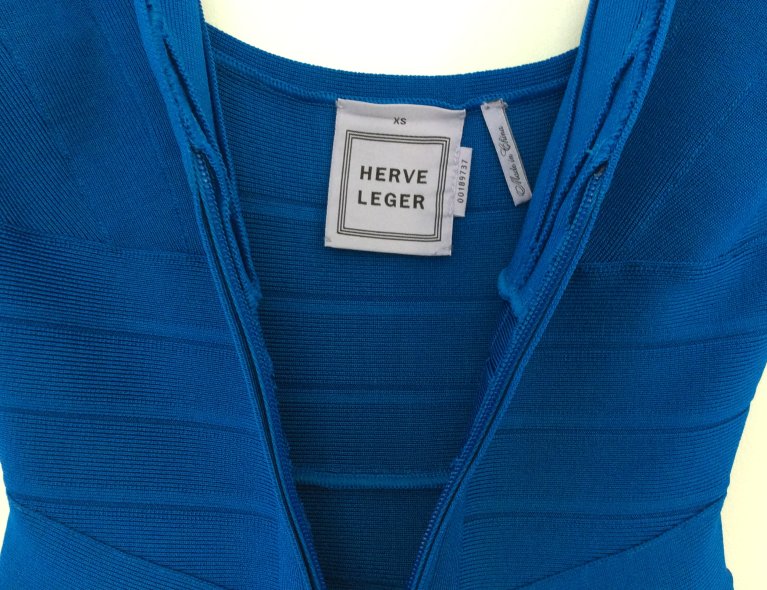 XS
HERVE
LEGER
00189737
Made in China